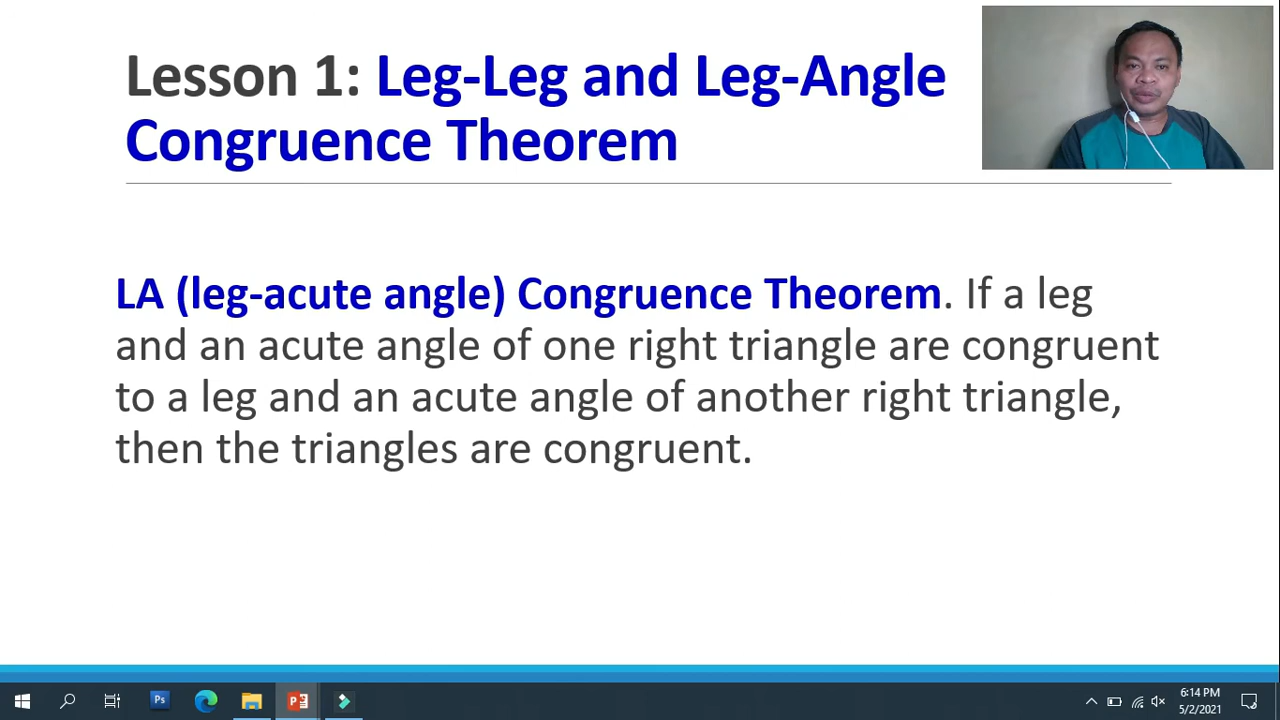 Lesson 1: Leg-Leg and Leg-Angle
Congruence Theorem
LA (leg-acute angle) Congruence Theorem. If a leg
and an acute angle of one right triangle are congruent
to a leg and an acute angle of another right triangle,
then the triangles are congruent.
Ps
P
6:14 PM
5/2/2021